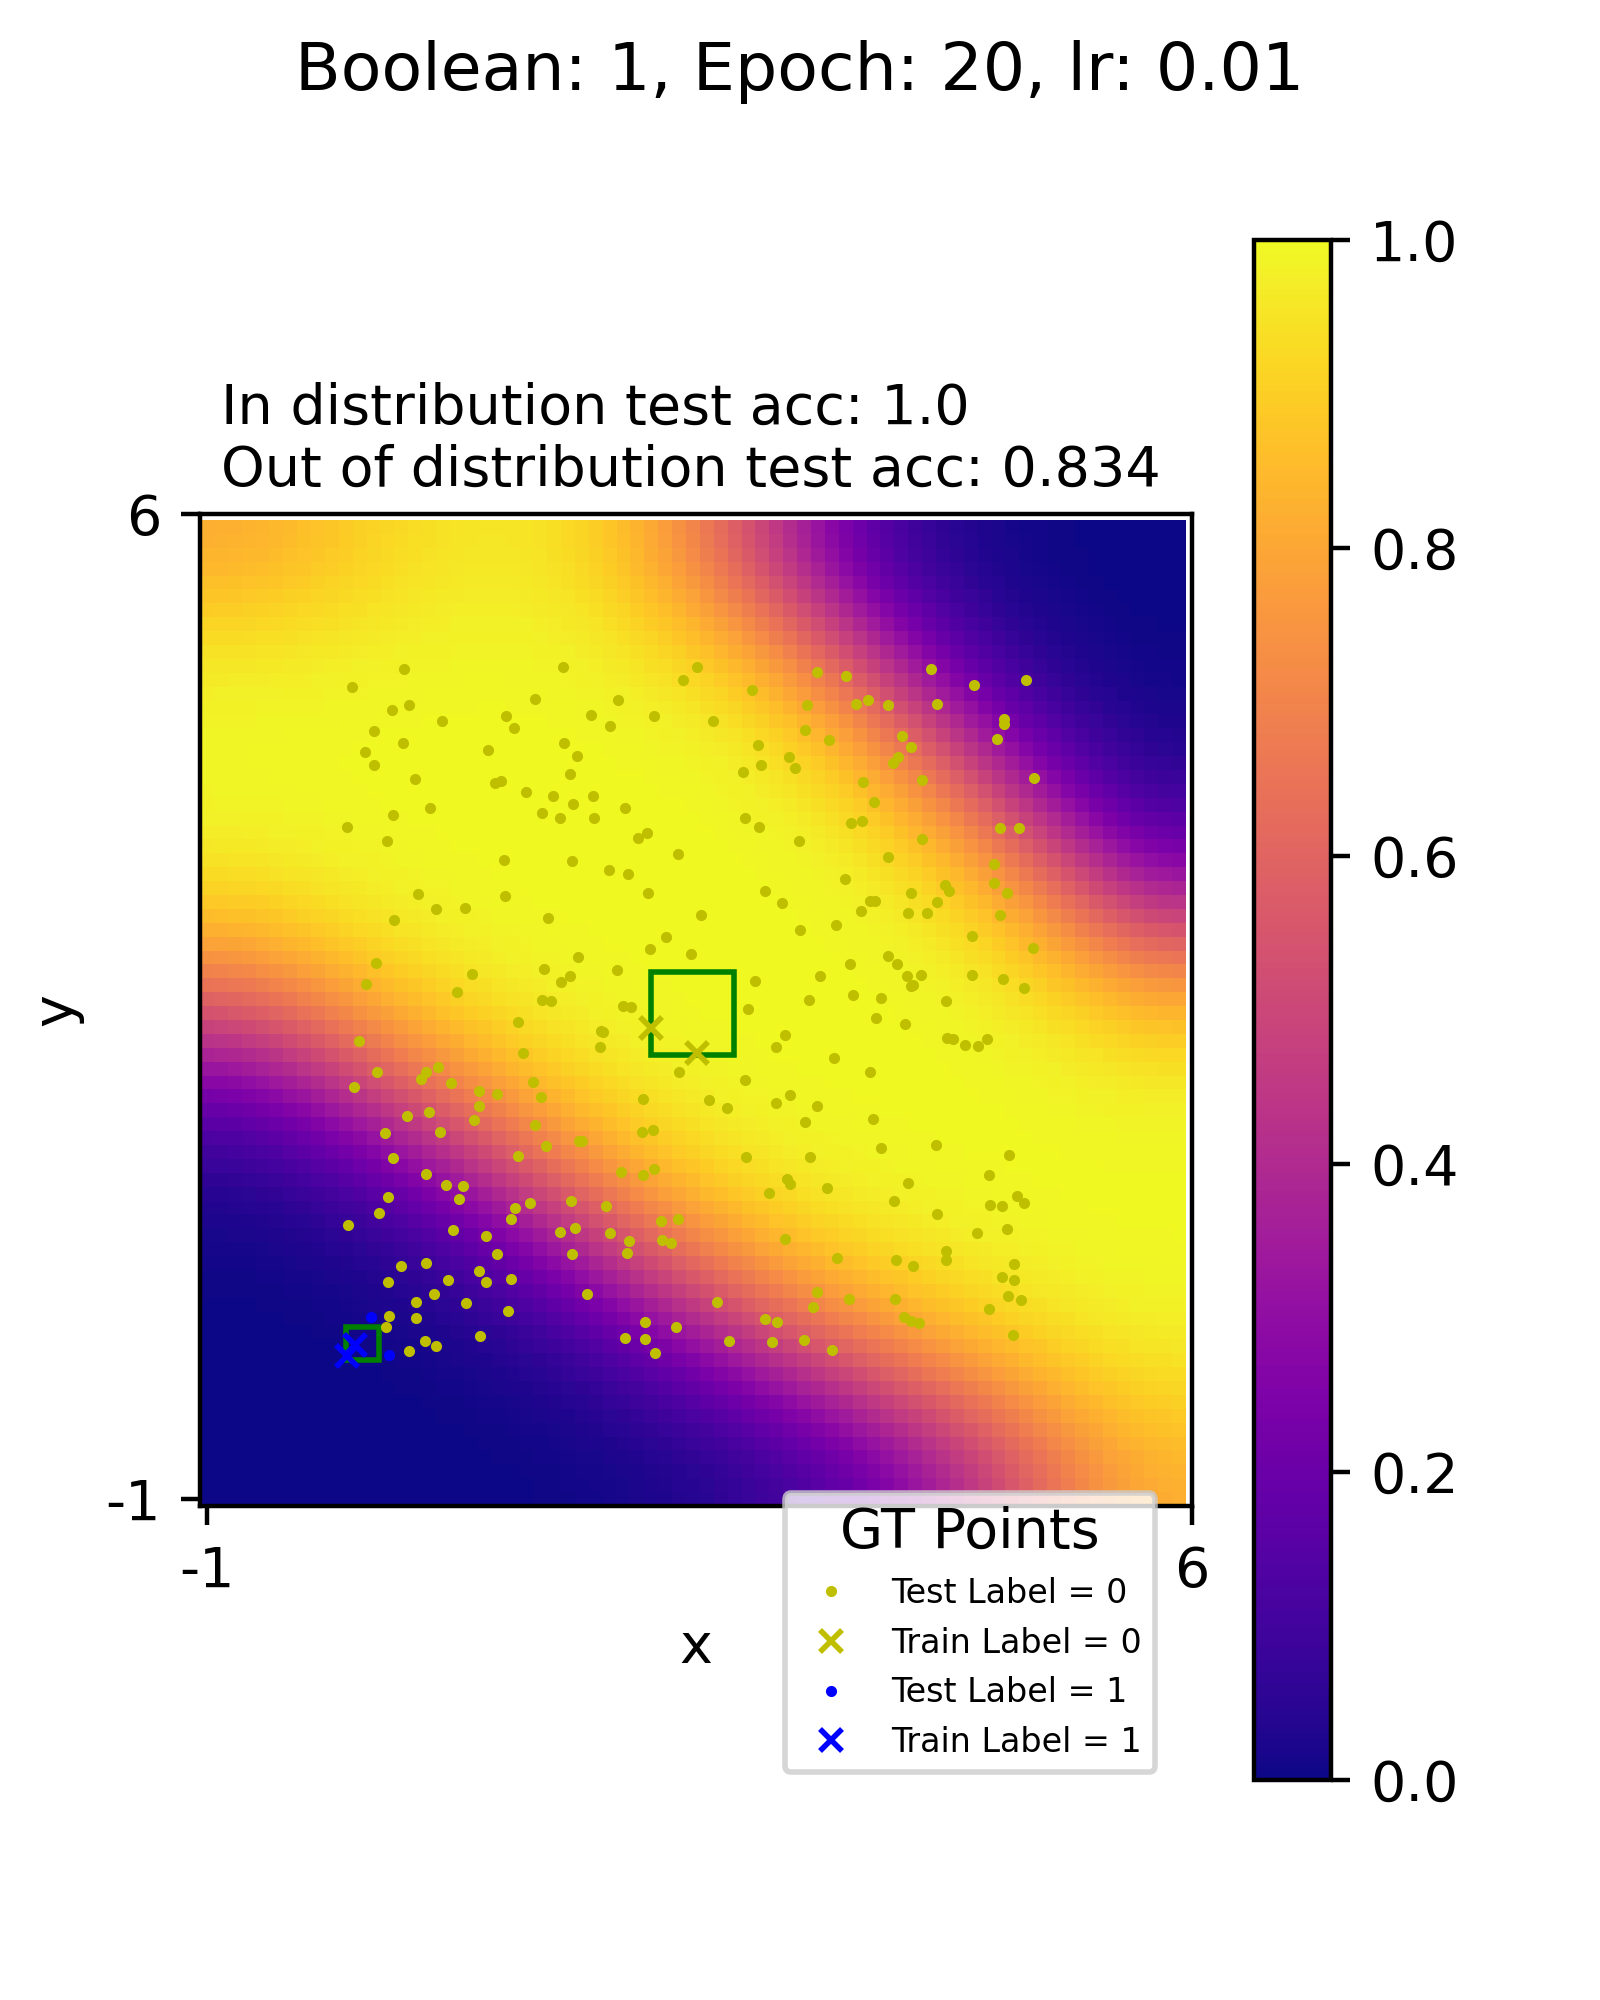 Boolean: 1, Epoch: 20, lr: 0.01
In distribution test acc: 1.0
Out of distribution test acc: 0.834
6
y
-1
-1
6
x
GT Points
Test Label = 0
Train Label = 0
Test Label = 1
Train Label = 1
1.0
0.8
0.6
0.4
0.2
0.0